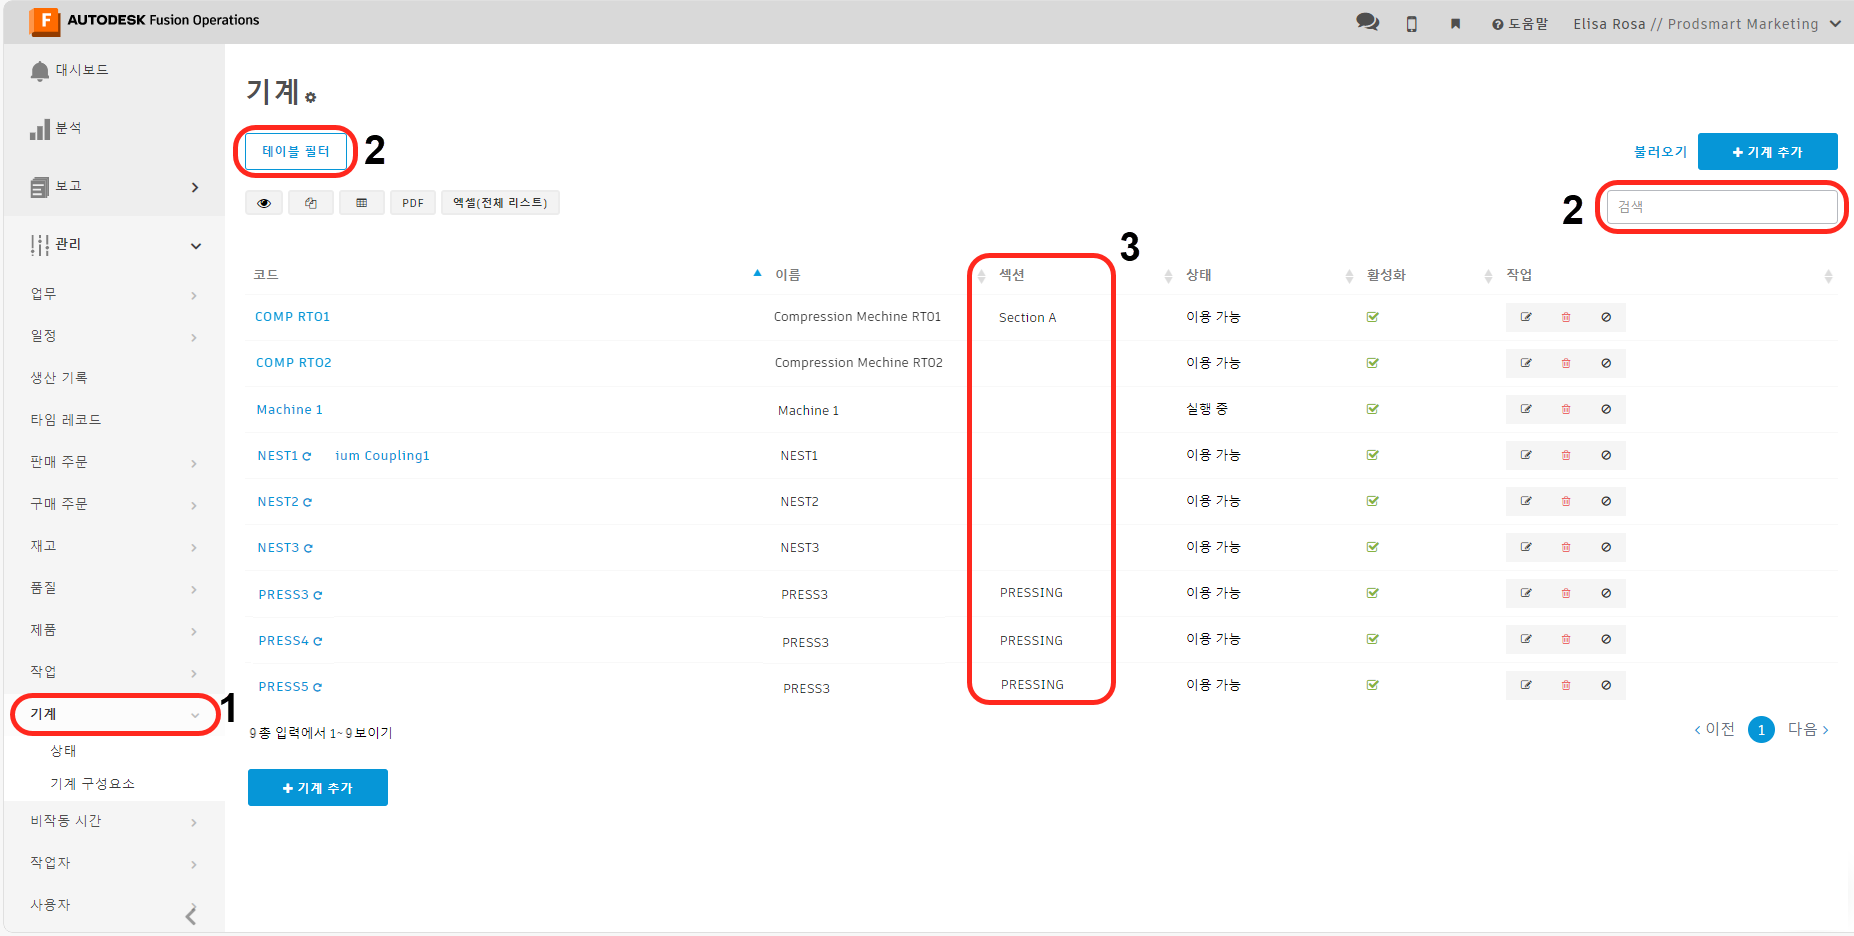 F AUTODESK Fusion Operations
도움말
Elisa Rosa // Prodsmart Marketing
대시보드
분석
보고
관리
업무
일정
생산 기록
타임 레코드
판매 주문
구매 주문
재고
품질
제품
작업
기계
1
상태
기계 구성요소
비작동 시간
작업자
사용자
기계
테이블 필터
2
불러오기
+ 기계 추가
PDF
엑셀(전체 리스트)
2
검색
3
코드 이름 섹션 상태 활성화 작업
COMP RT01 Compression Mechine RT01 Section A 이용 가능
COMP RT02 Compression Mechine RT02 이용 가능
Machine 1 Machine 1 실행 중
NEST1 ium Coupling1 NEST1 이용 가능
NEST2 NEST2 이용 가능
NEST3 NEST3 이용 가능
PRESS3 PRESS3 PRESSING 이용 가능
PRESS4 PRESS3 PRESSING 이용 가능
PRESS5 PRESS3 PRESSING 이용 가능
9 총 입력에서 1~ 9 보이기
‹ 이전 1 다음 ›
+ 기계 추가